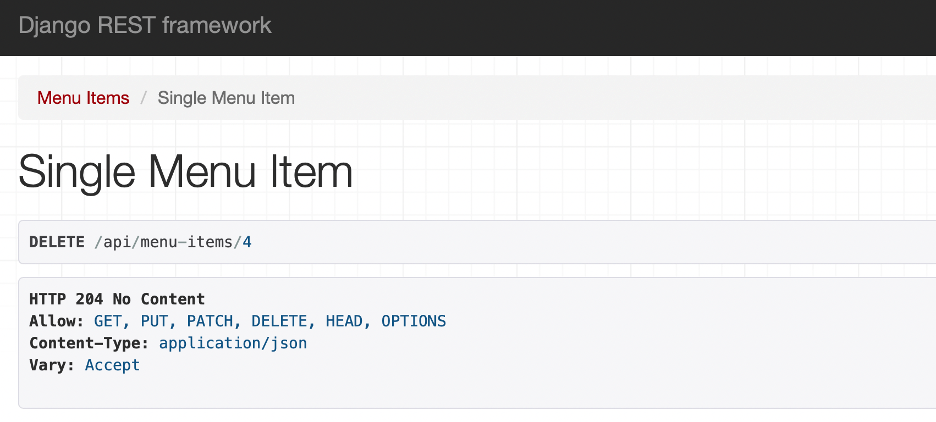 Django REST framework
Menu Items / Single Menu Item
Single Menu Item
DELETE /api/menu-items/4
HTTP 204 No Content
Allow: GET, PUT, PATCH, DELETE, HEAD, OPTIONS
Content-Type: application/json
Vary: Accept